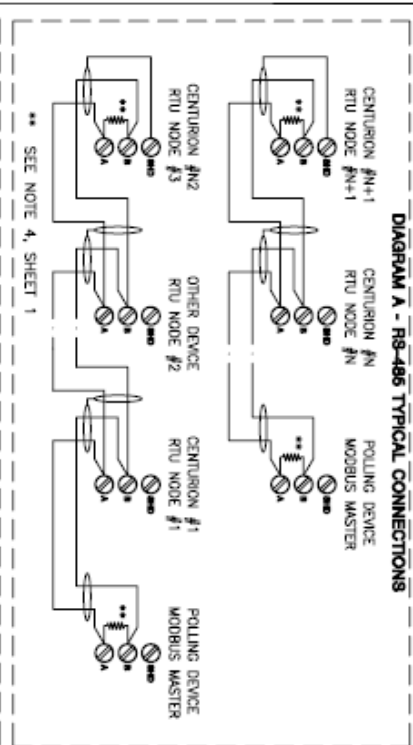 DIAGRAM A - RS-485 TYPICAL CONNECTIONS
CENTURION #N+1
RTU NODE #N+1
CENTURION #N
RTU NODE #N
POLLING DEVICE
MODBUS MASTER
**
A B
A B
**
A B
CENTURION #N2
RTU NODE #3
OTHER DEVICE
RTU NODE #2
CENTURION #1
RTU NODE #1
POLLING DEVICE
MODBUS MASTER
**
A B
A B
A B
**
A B
** SEE NOTE 4, SHEET 1